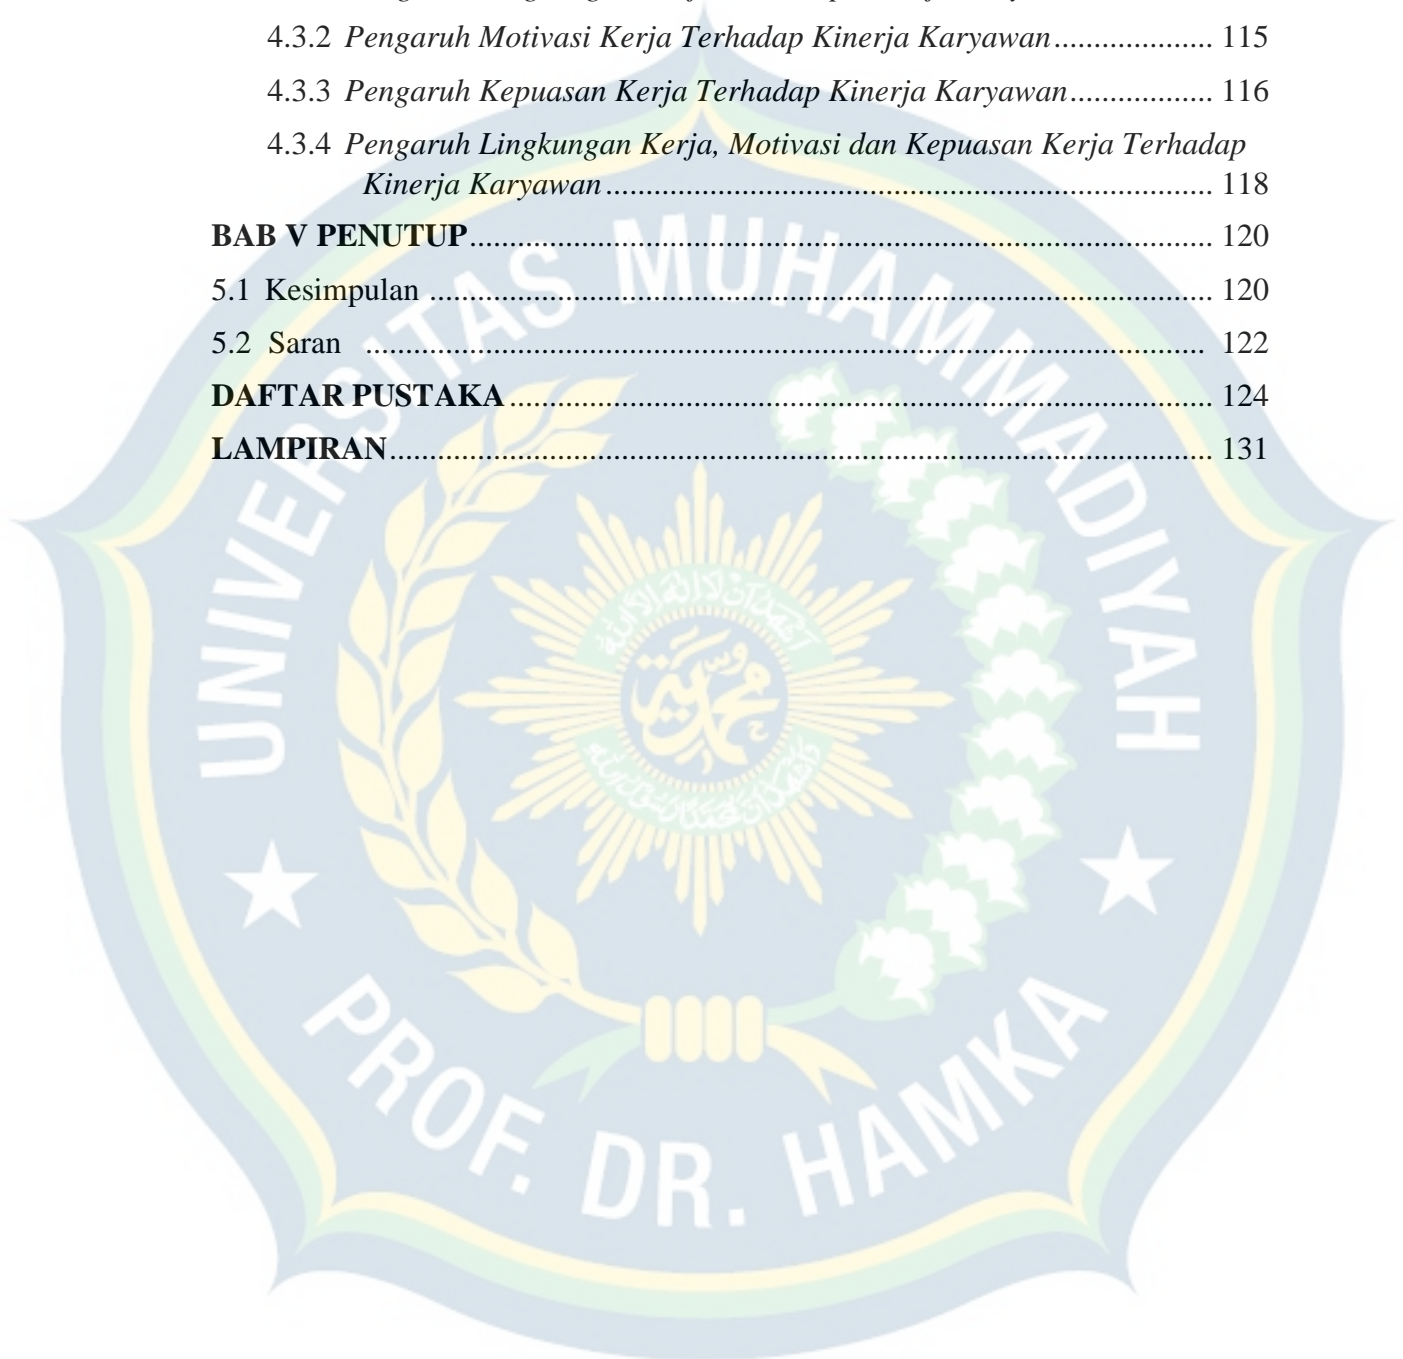 4.3.2 Pengaruh Motivasi Kerja Terhadap Kinerja Karyawan................... 115
4.3.3 Pengaruh Kepuasan Kerja Terhadap Kinerja Karyawan.................. 116
4.3.4 Pengaruh Lingkungan Kerja, Motivasi dan Kepuasan Kerja Terhadap
Kinerja Karyawan............................................................................ 118
BAB V PENUTUP............................................................................................. 120
5.1 Kesimpulan .................................................................................................. 120
5.2 Saran ......................................................................................................... 122
DAFTAR PUSTAKA........................................................................................ 124
LAMPIRAN....................................................................................................... 131
UNIVERSITAS MUHAMMADIYAH
PROF. DR. HAMKA